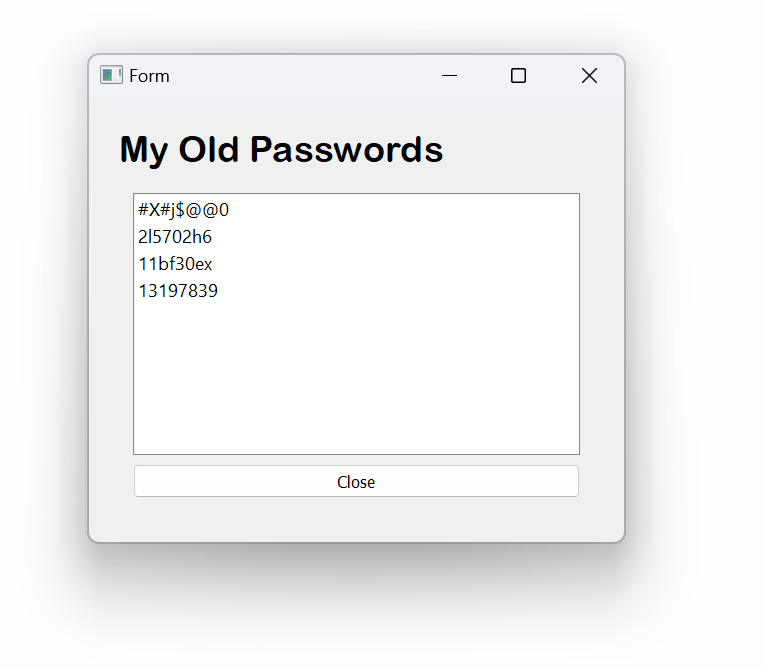 Form
My Old Passwords
#X#j$@@0
2l5702h6
11bf30ex
13197839
Close